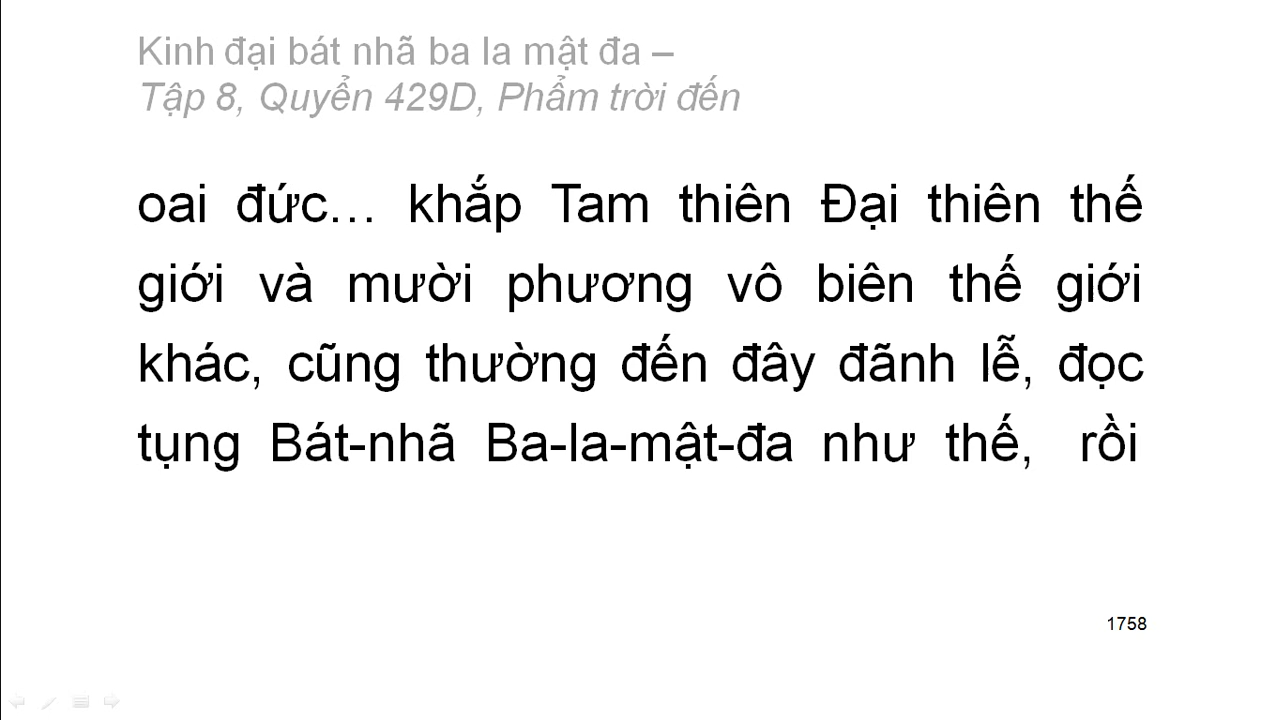 Kinh đại bát nhã ba la mật đa –
Tập 8, Quyển 429D, Phẩm trời đến
oai đức… khắp Tam thiên Đại thiên thế
giới và mười phương vô biên thế giới
khác, cũng thường đến đây đãnh lễ, đọc
tụng Bát-nhã Ba-la-mật-đa như thế, rồi
1758